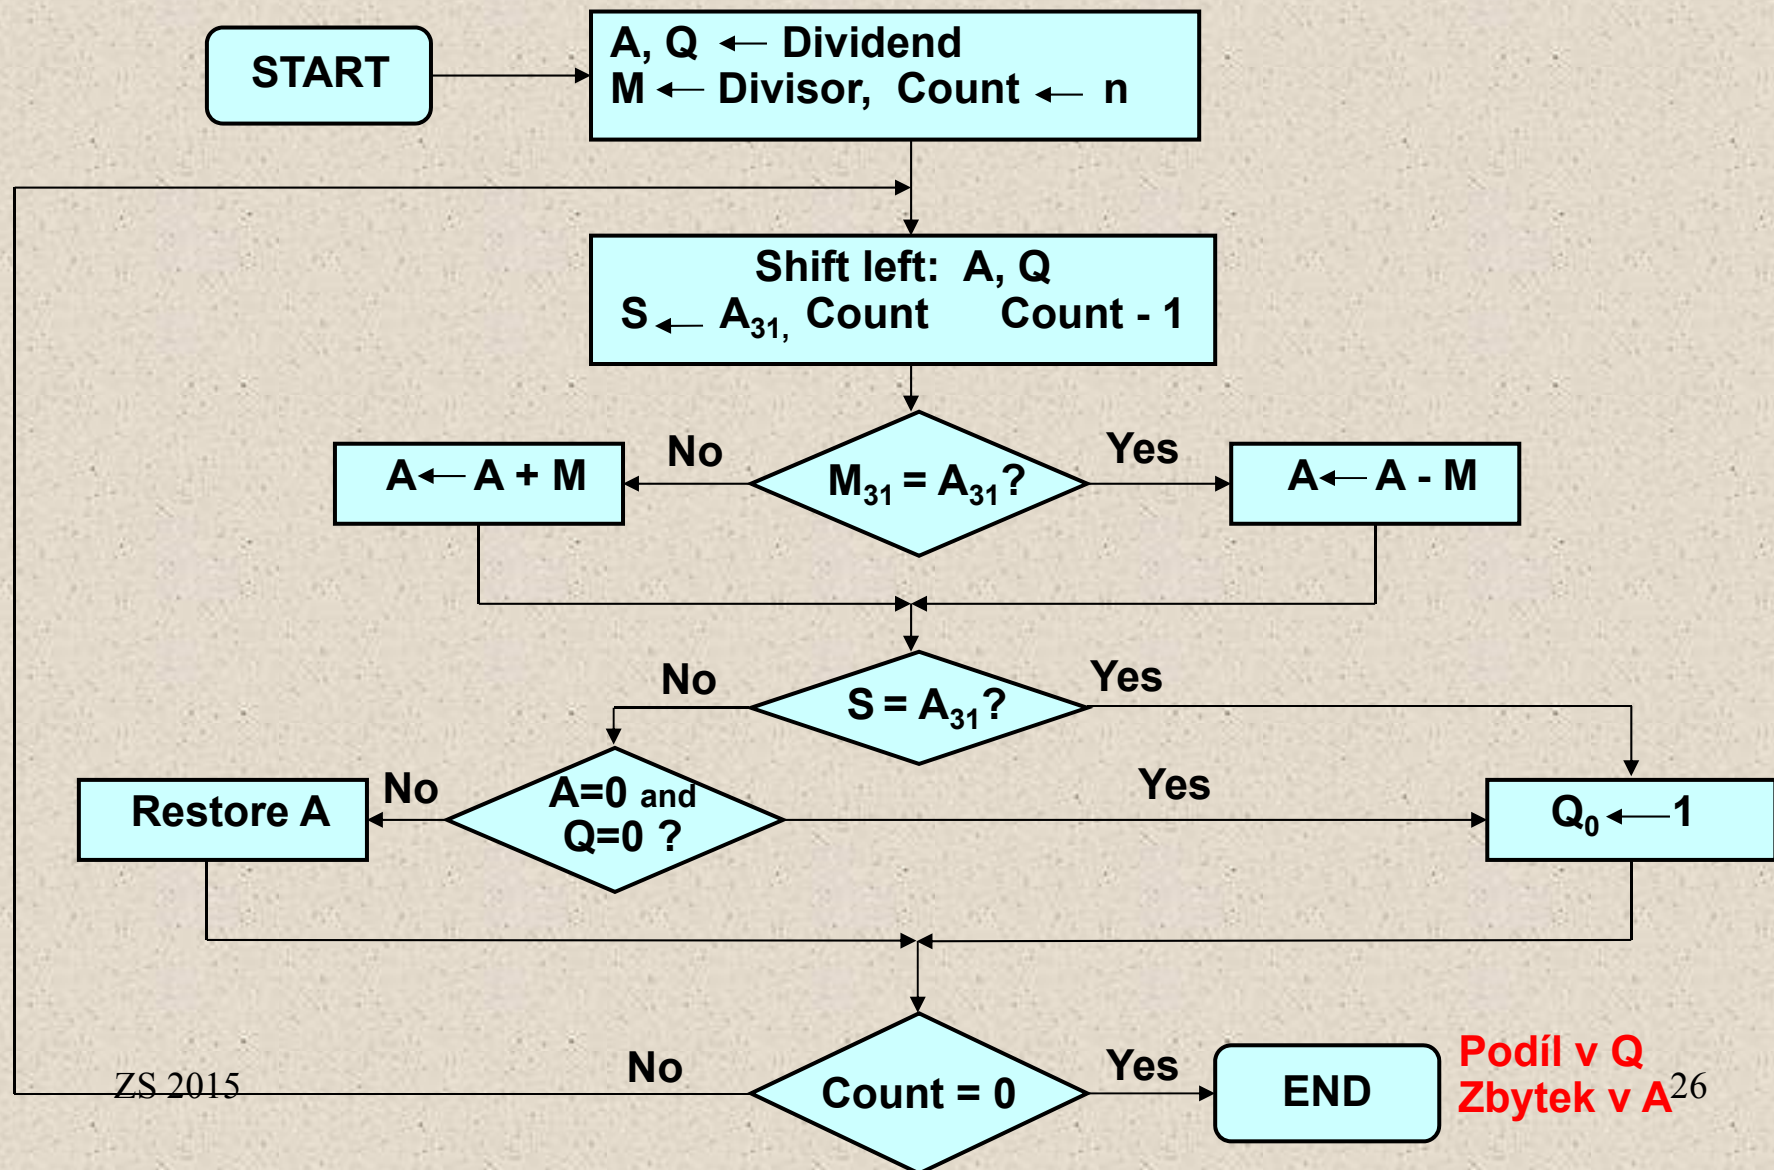 START
A, Q ← Dividend
M ← Divisor, Count ← n
Shift left: A, Q
S ← A31, Count Count - 1
No
Yes
A ← A + M
M31 = A31?
A ← A - M
No
Yes
S = A31?
No
Yes
Restore A
A=0 and
Q=0 ?
Q0 ← 1
No
Yes
Count = 0
END
Podíl v Q
Zbytek v A
ZS 2015
26